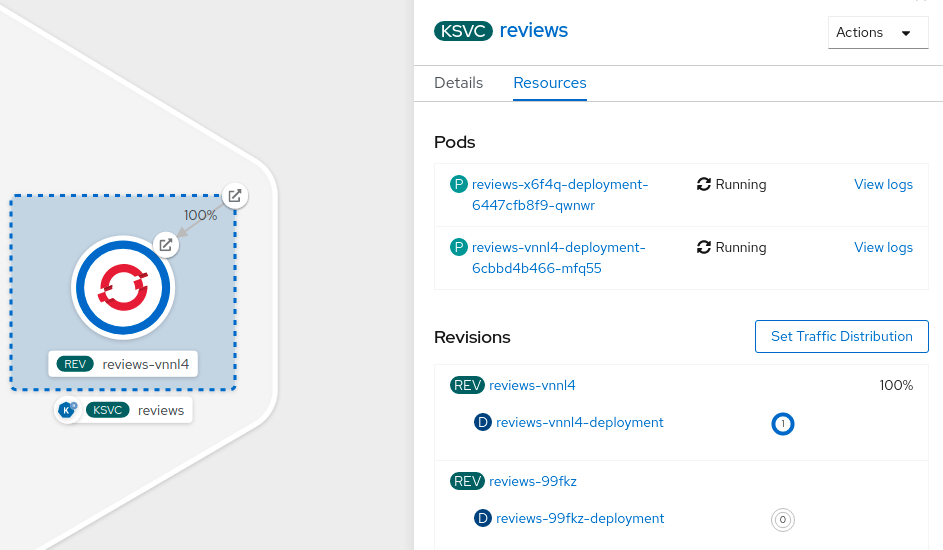 KSVC reviews
Actions
Details Resources
Pods
P reviews-x6f4q-deployment-6447cfb8f9-qwnwr Running View logs
P reviews-vnnl4-deployment-6cbbd4b466-mfq55 Running View logs
Revisions Set Traffic Distribution
REV reviews-vnnl4 100%
D reviews-vnnl4-deployment 1
REV reviews-99fkz
D reviews-99fkz-deployment 0
100%
REV reviews-vnnl4
K KSVC reviews